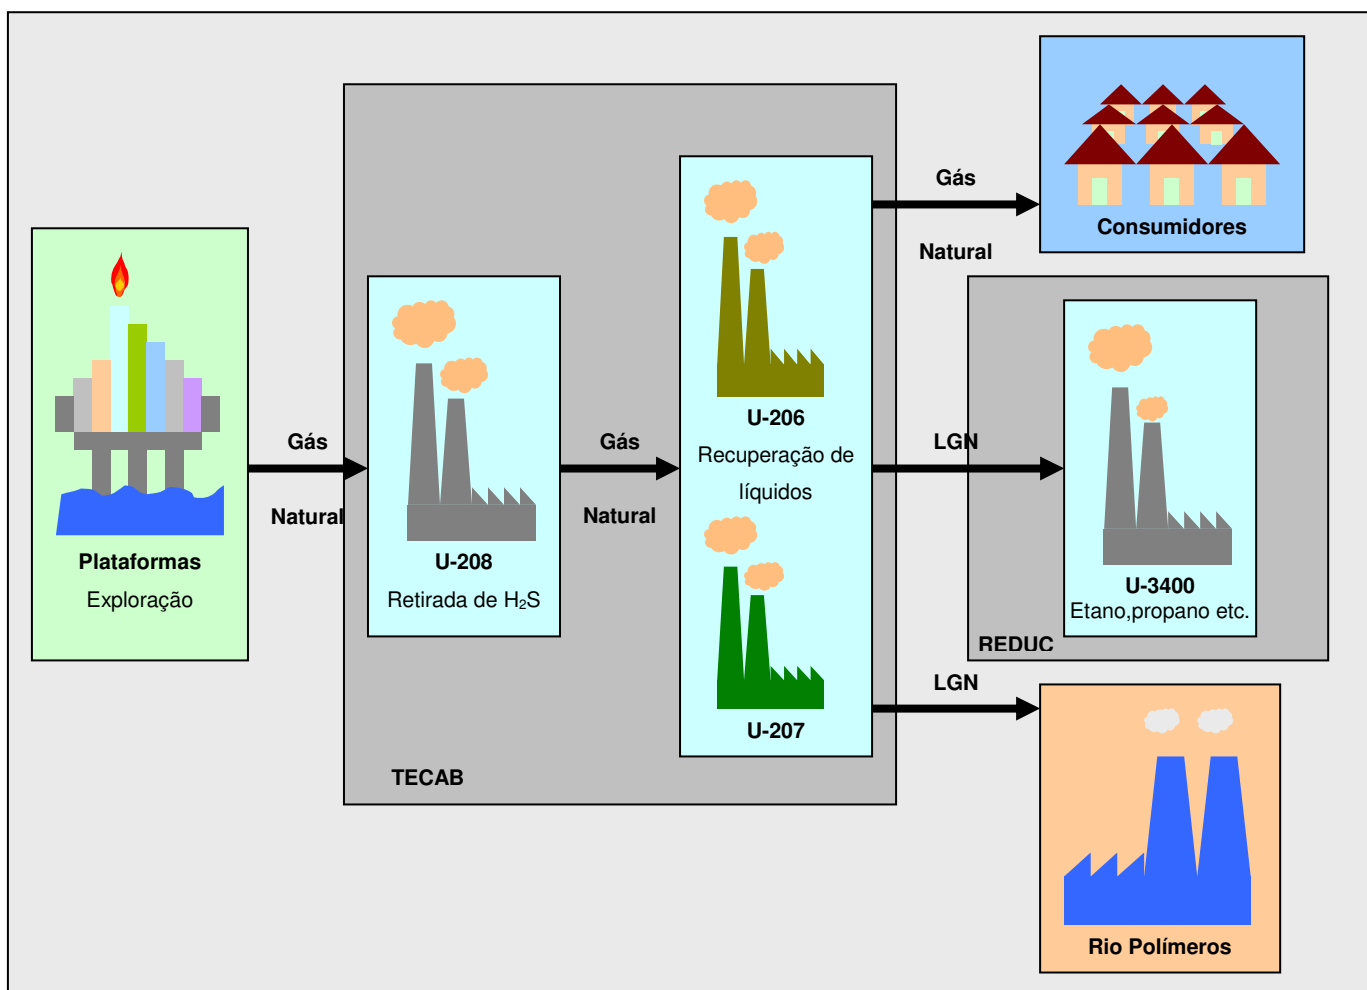 Plataformas
Exploração
Gás
Natural
U-208
Retirada de H₂S
Gás
Natural
U-206
Recuperação de
líquidos
U-207
TECAB
Gás
Natural
Consumidores
LGN
U-3400
Etano,propano etc.
REDUC
LGN
Rio Polímeros